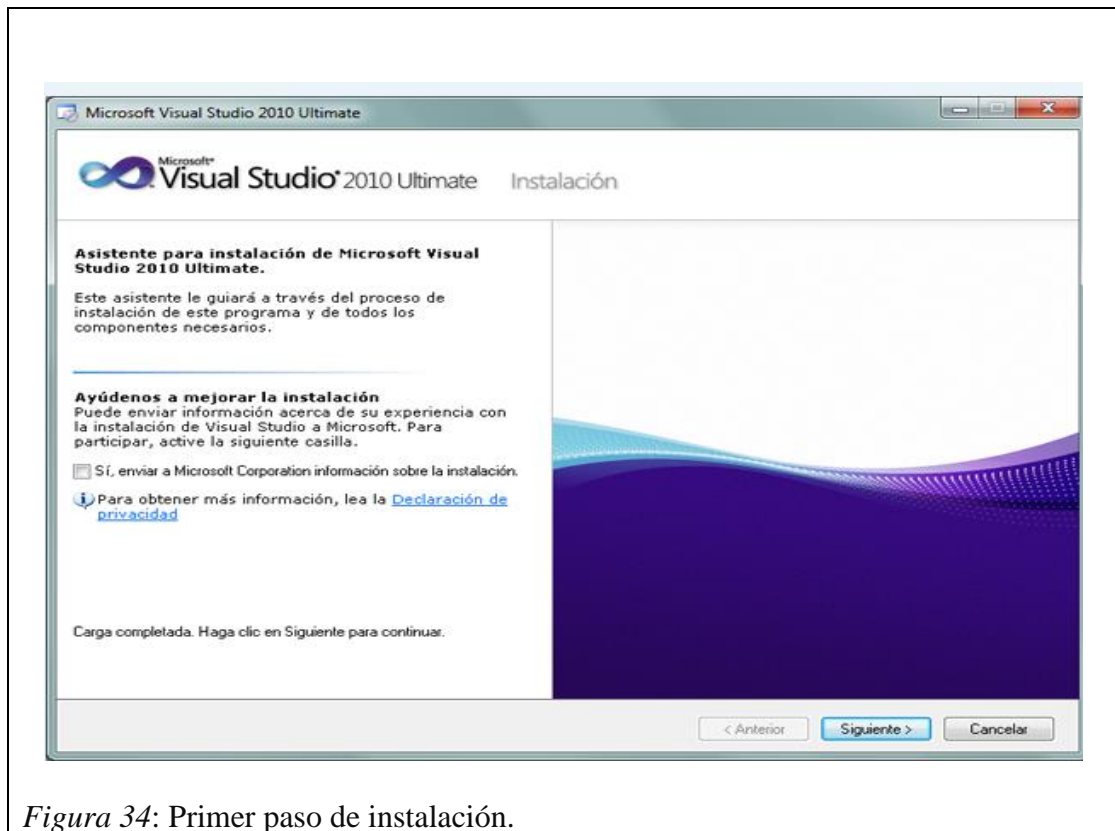 Microsoft Visual Studio 2010 Ultimate
Microsoft®
Visual Studio® 2010 Ultimate Instalación
Asistente para instalación de Microsoft Visual
Studio 2010 Ultimate.
Este asistente le guiará a través del proceso de
instalación de este programa y de todos los
componentes necesarios.
Ayúdenos a mejorar la instalación
Puede enviar información acerca de su experiencia con
la instalación de Visual Studio a Microsoft. Para
participar, active la siguiente casilla.
Sí, enviar a Microsoft Corporation información sobre la instalación.
Para obtener más información, lea la Declaración de
privacidad
Carga completada. Haga clic en Siguiente para continuar.
< Anterior Siguiente > Cancelar
Figura 34: Primer paso de instalación.